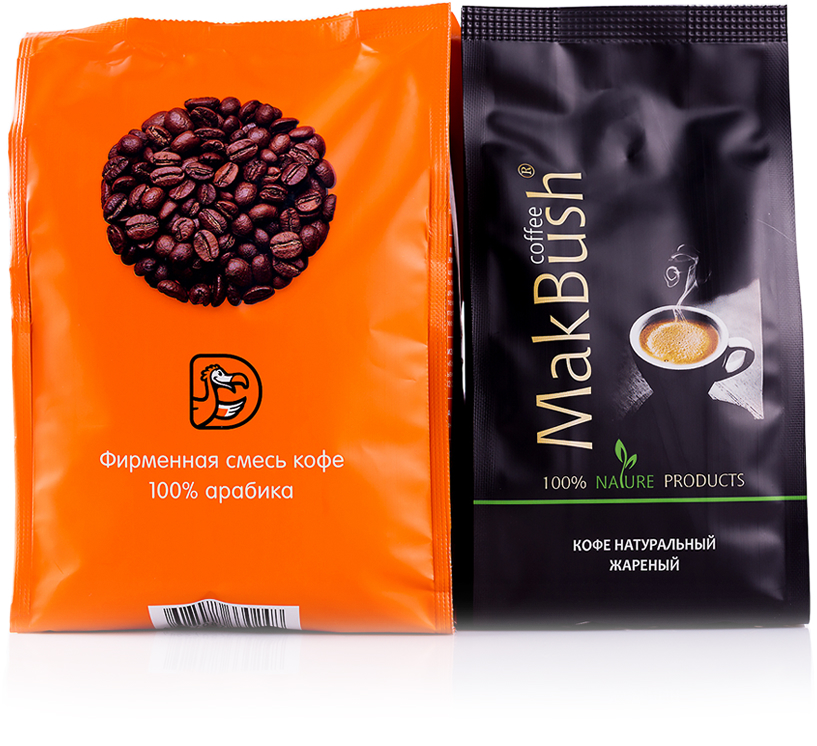 Фирменная смесь кофе
100% арабика
MakBush®
coffee
100% NATURE PRODUCTS
КОФЕ НАТУРАЛЬНЫЙ
ЖАРЕНЫЙ